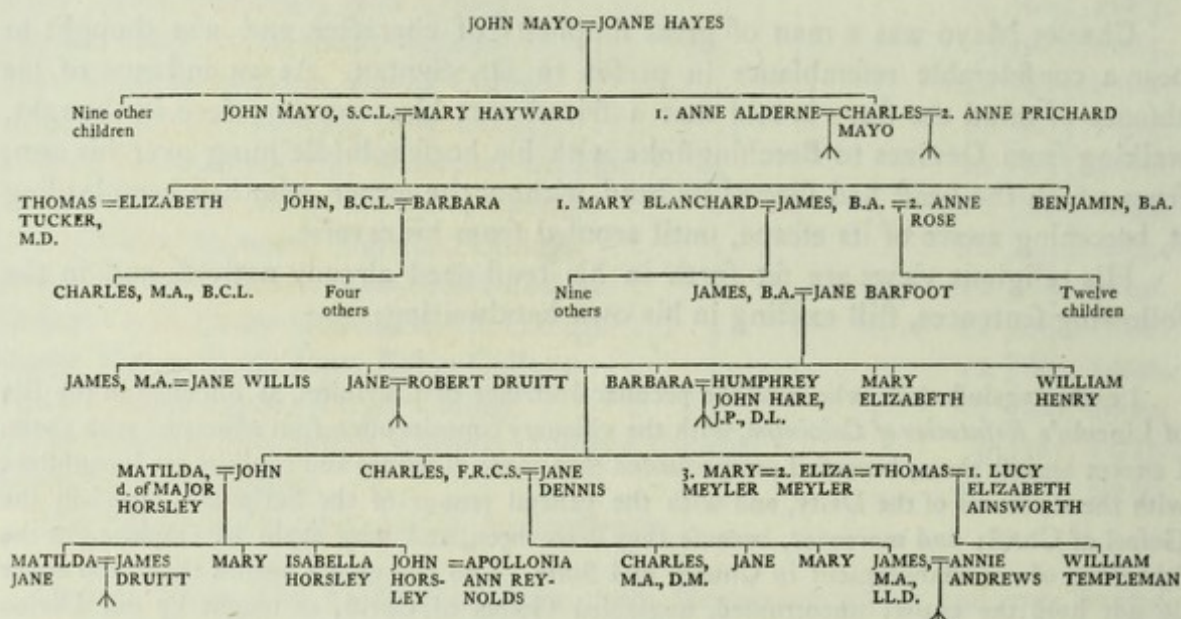 JOHN MAYO=JOANE HAYES
Nine other children
JOHN MAYO, S.C.L.=MARY HAYWARD
1. ANNE ALDERNE=CHARLES MAYO=2. ANNE PRICHARD
THOMAS TUCKER, M.D.=ELIZABETH
JOHN, B.C.L.=BARBARA
1. MARY BLANCHARD=JAMES, B.A.=2. ANNE ROSE
BENJAMIN, B.A.
CHARLES, M.A., B.C.L.
Four others
Nine others
JAMES, B.A.=JANE BARFOOT
Twelve children
JAMES, M.A.=JANE WILLIS
JANE=ROBERT DRUITT
BARBARA=HUMPHREY JOHN HARE, J.P., D.L.
MARY ELIZABETH
WILLIAM HENRY
MATILDA, d. of MAJOR HORSLEY=JOHN
CHARLES, F.R.C.S.=JANE DENNIS
3. MARY MEYLER=2. ELIZA MEYLER=THOMAS=1. LUCY ELIZABETH AINSWORTH
MATILDA JANE=JAMES DRUITT
MARY
ISABELLA HORSLEY
JOHN HORS-LEY=APOLLONIA ANN REY-NOLDS
CHARLES, M.A., D.M.
JANE
MARY
JAMES, M.A., LL.D.=ANNIE ANDREWS
WILLIAM TEMPLEMAN